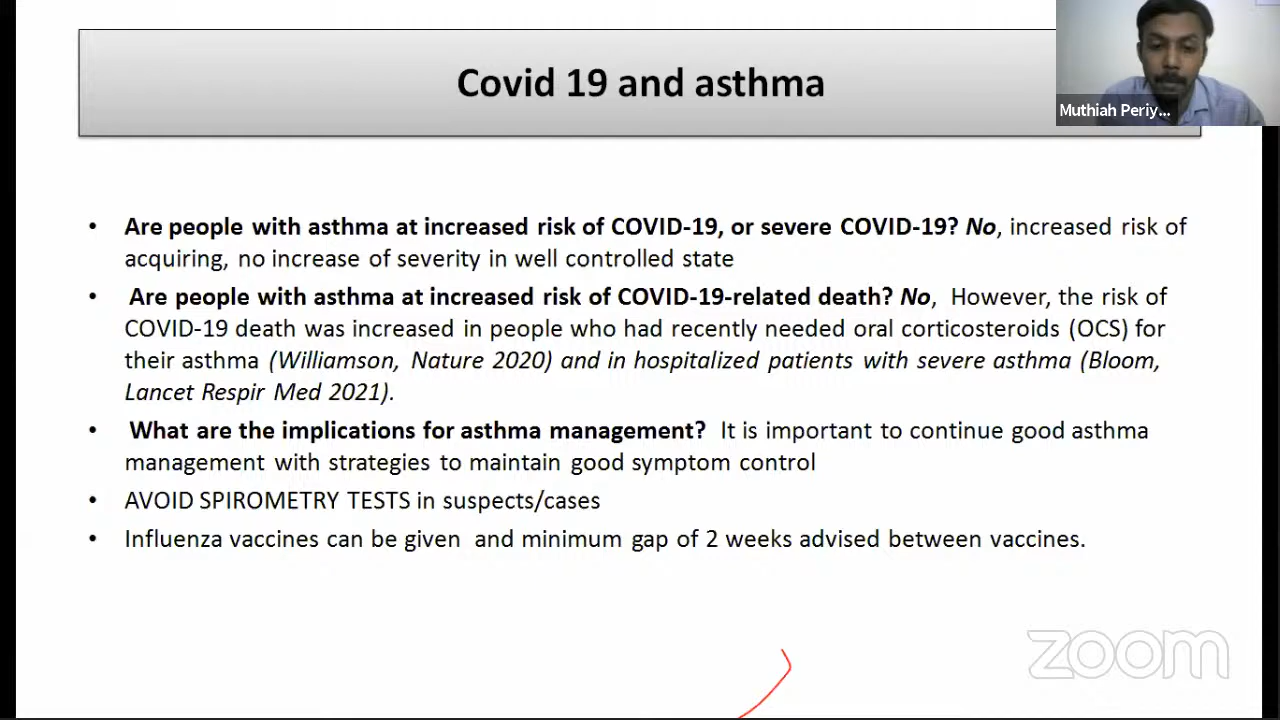 Covid 19 and asthma
Muthiah Periy...
• Are people with asthma at increased risk of COVID-19, or severe COVID-19? No, increased risk of
acquiring, no increase of severity in well controlled state
• Are people with asthma at increased risk of COVID-19-related death? No, However, the risk of
COVID-19 death was increased in people who had recently needed oral corticosteroids (OCS) for
their asthma (Williamson, Nature 2020) and in hospitalized patients with severe asthma (Bloom,
Lancet Respir Med 2021).
• What are the implications for asthma management? It is important to continue good asthma
management with strategies to maintain good symptom control
• AVOID SPIROMETRY TESTS in suspects/cases
• Influenza vaccines can be given and minimum gap of 2 weeks advised between vaccines.
zoom